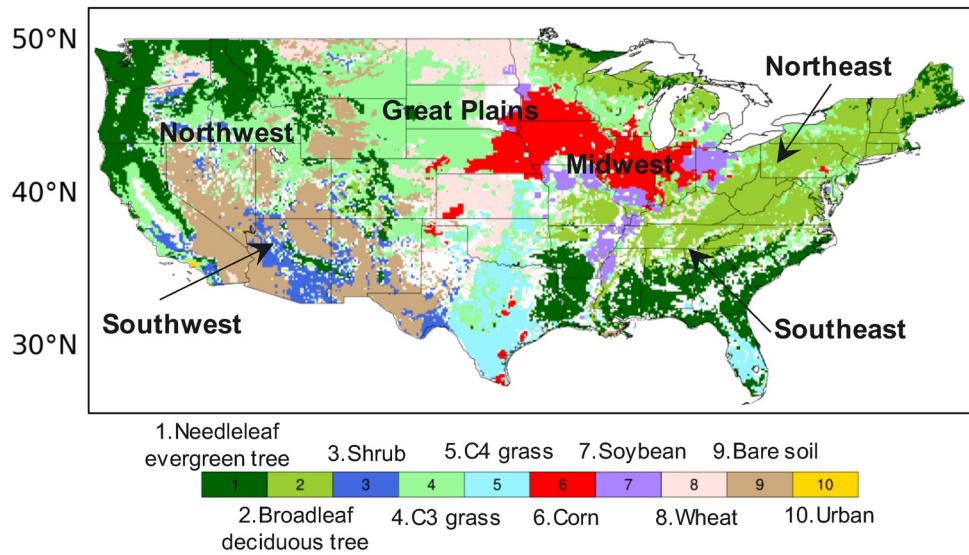 50°N
Northeast
Great Plains
Northwest
Midwest
40°N
Southwest
Southeast
30°N
1.Needleleaf
evergreen tree
3.Shrub
5.C4 grass
7.Soybean
9.Bare soil
1 2 3 4 5 6 7 8 9 10
2.Broadleaf
deciduous tree
4.C3 grass
6.Corn
8.Wheat
10.Urban